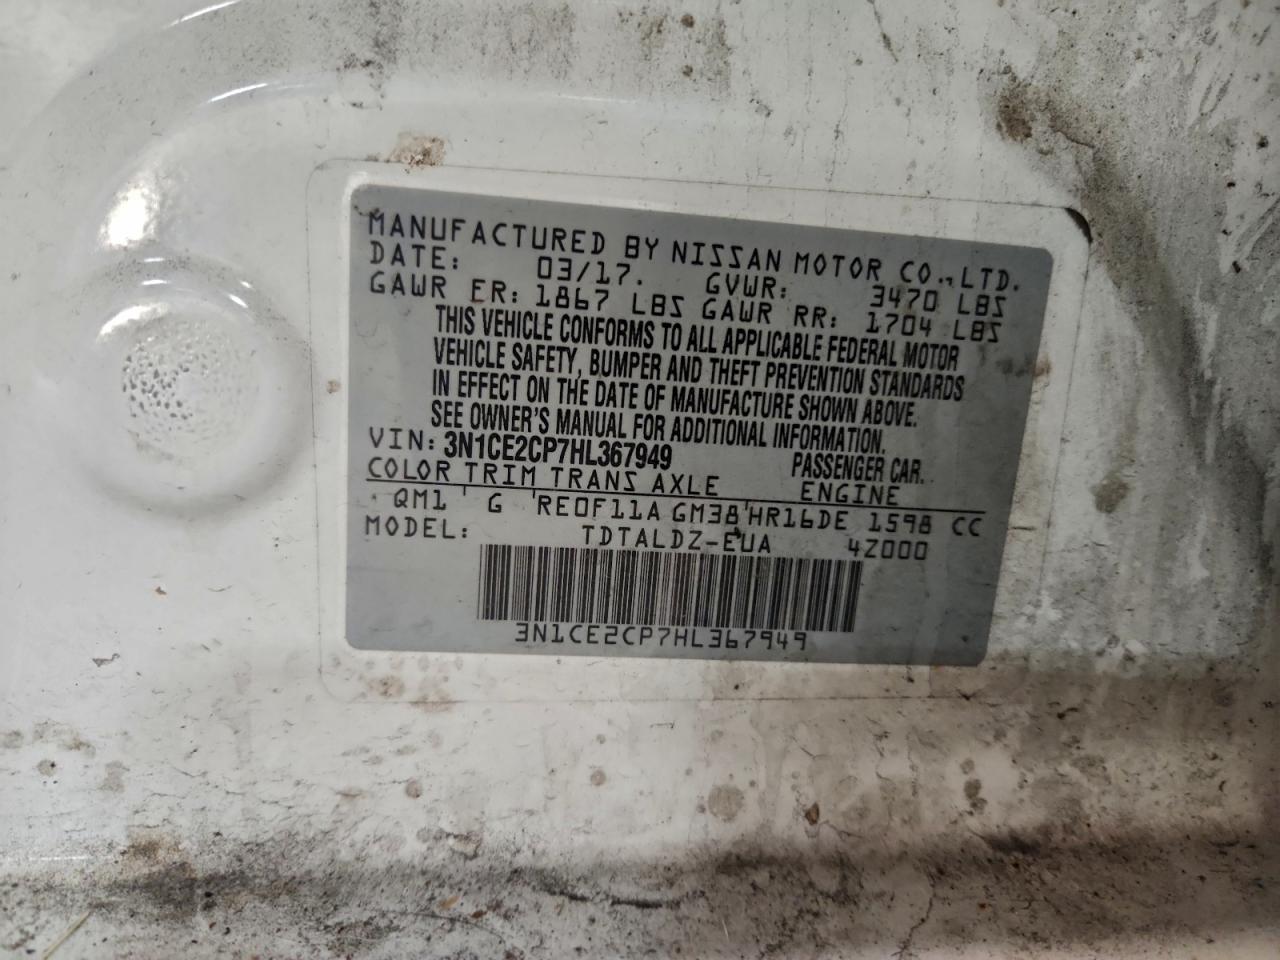 MANUFACTURED BY NISSAN MOTOR CO., LTD.
DATE: 03/17. GVWR: 3470 LBS
GAWR FR: 1867 LBS GAWR RR: 1704 LBS
THIS VEHICLE CONFORMS TO ALL APPLICABLE FEDERAL MOTOR
VEHICLE SAFETY, BUMPER AND THEFT PREVENTION STANDARDS
IN EFFECT ON THE DATE OF MANUFACTURE SHOWN ABOVE.
SEE OWNER'S MANUAL FOR ADDITIONAL INFORMATION.
VIN: 3N1CE2CP7HL367949 PASSENGER CAR.
COLOR TRIM TRANS AXLE ENGINE
QM1 G RE0F11A GM38 HR16DE 1598 CC
MODEL: TDTALDZ-EUA 4Z000
3N1CE2CP7HL367949